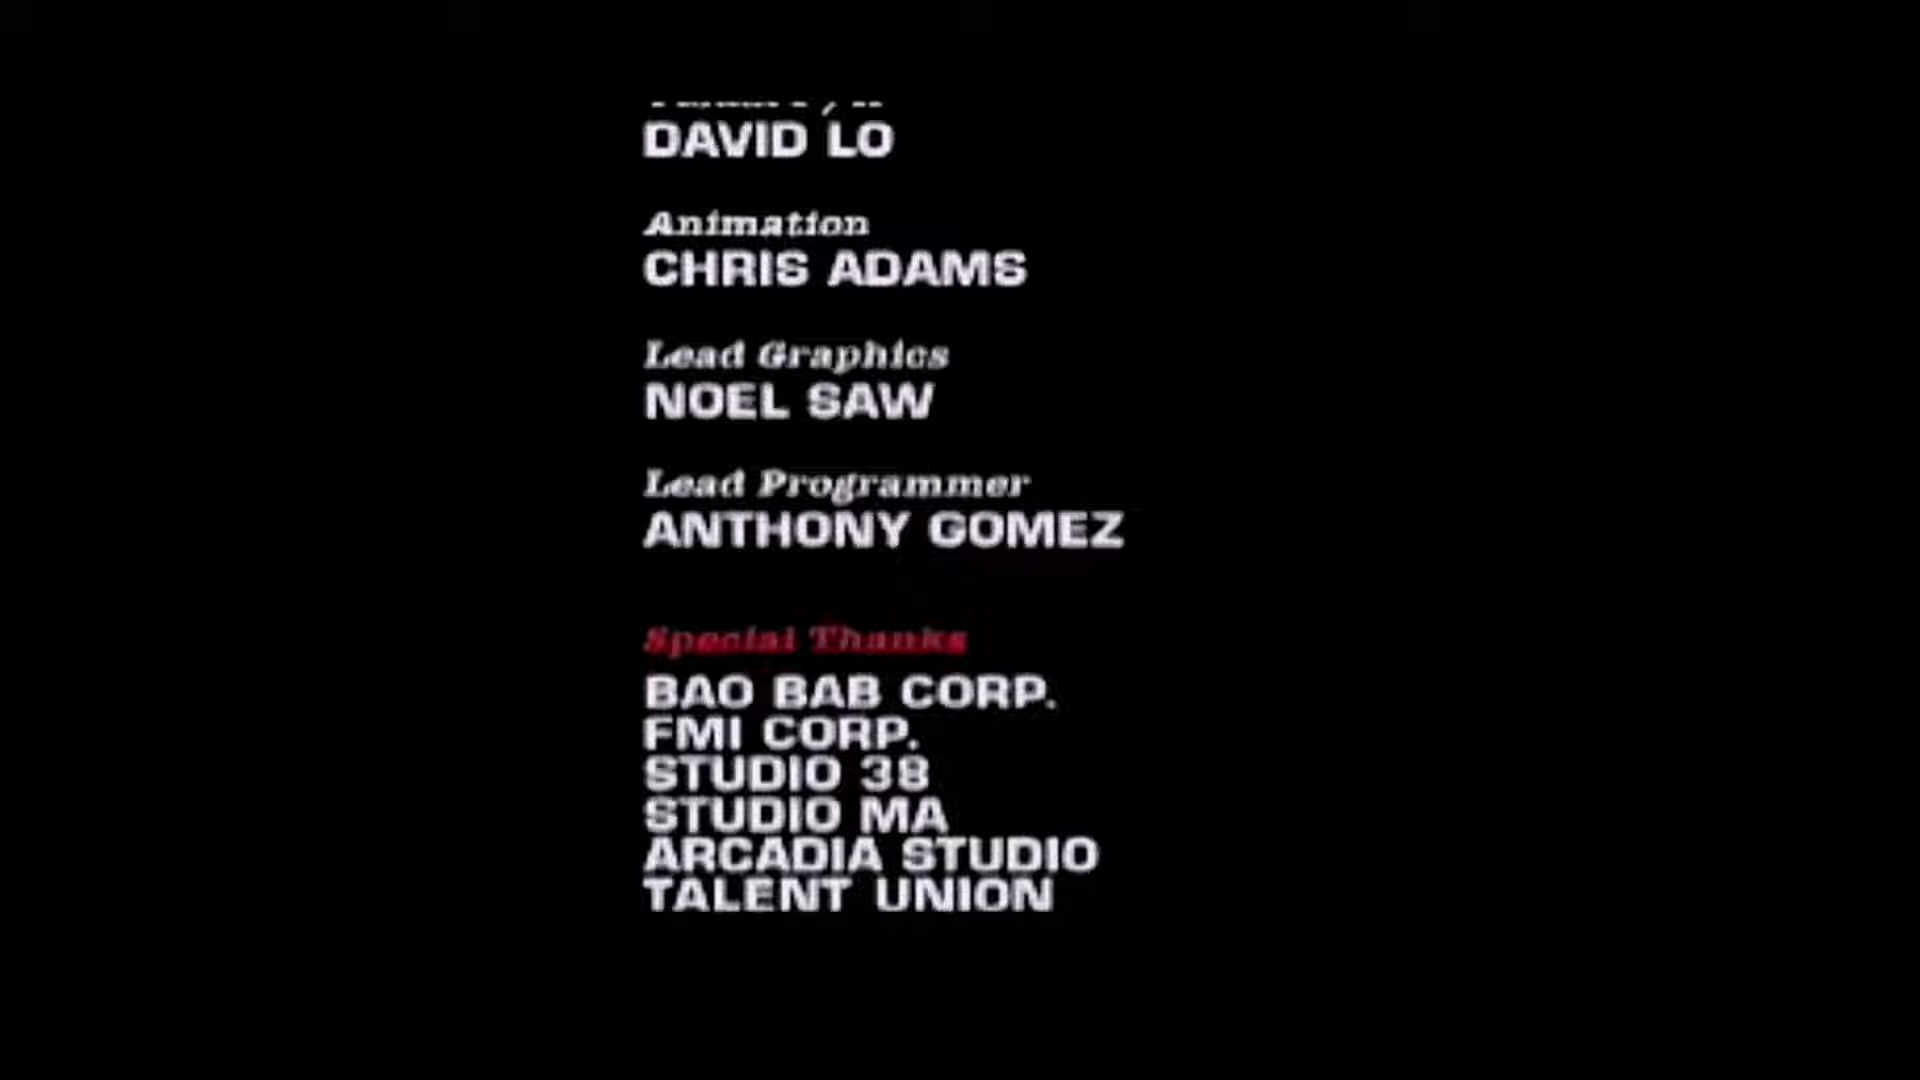 DAVID LO
Animation
CHRIS ADAMS
Lead Graphics
NOEL SAW
Lead Programmer
ANTHONY GOMEZ
Special Thanks
BAO BAB CORP.
FMI CORP.
STUDIO 38
STUDIO MA
ARCADIA STUDIO
TALENT UNION